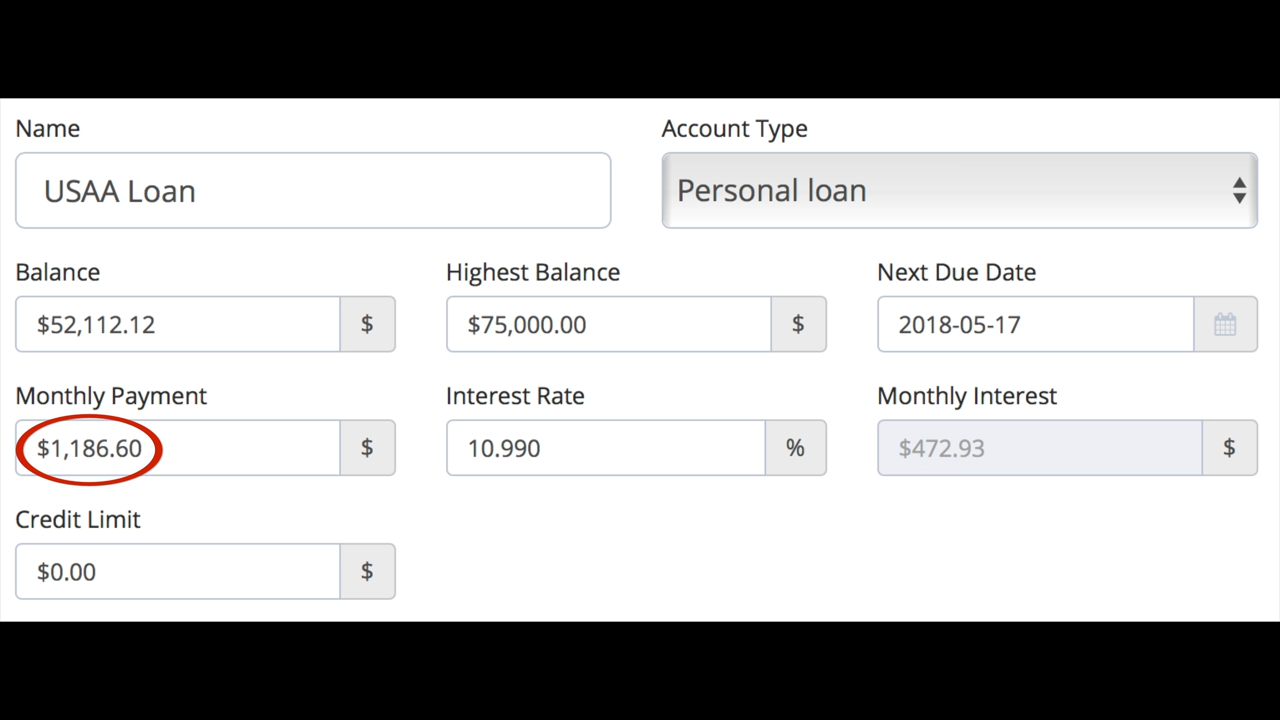 Name Account Type
USAA Loan Personal loan
Balance Highest Balance Next Due Date
$52,112.12 $ $75,000.00 $ 2018-05-17
Monthly Payment Interest Rate Monthly Interest
$1,186.60 $ 10.990 % $472.93 $
Credit Limit
$0.00 $